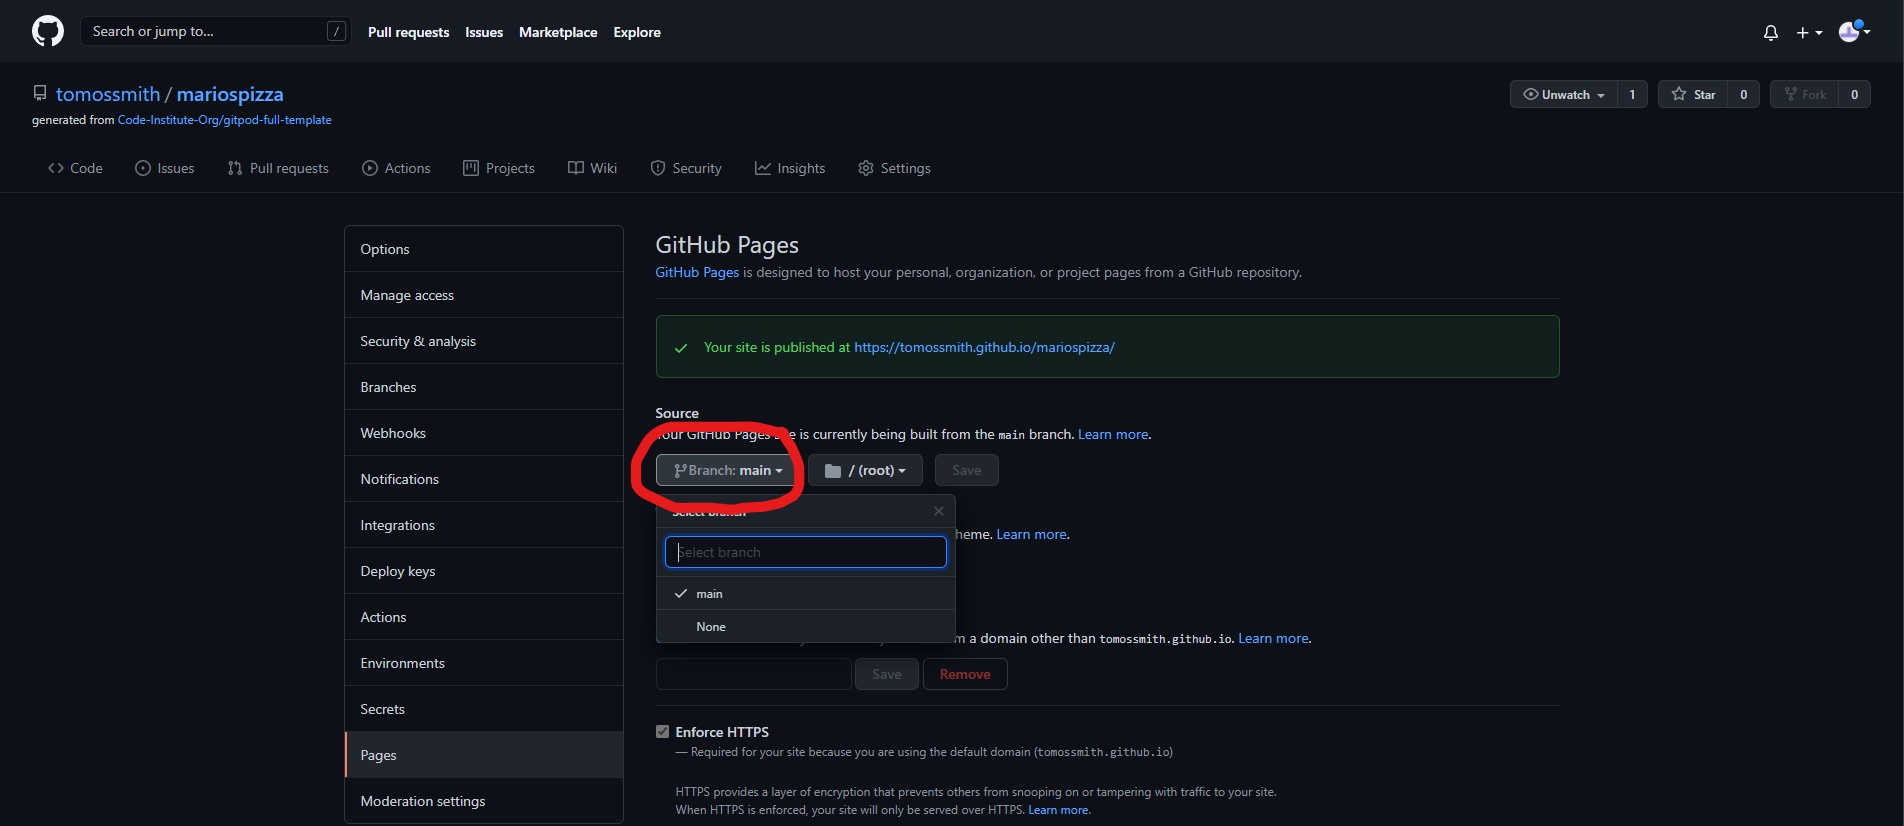 Search or jump to... /
Pull requests Issues Marketplace Explore
tomossmith / mariospizza
Unwatch 1 Star 0 Fork 0
generated from Code-Institute-Org/gitpod-full-template
Code Issues Pull requests Actions Projects Wiki Security Insights Settings
Options
Manage access
Security & analysis
Branches
Webhooks
Notifications
Integrations
Deploy keys
Actions
Environments
Secrets
Pages
Moderation settings
GitHub Pages
GitHub Pages is designed to host your personal, organization, or project pages from a GitHub repository.
Your site is published at https://tomossmith.github.io/mariospizza/
Source
Your GitHub Pages is currently being built from the main branch. Learn more.
Branch: main / (root) Save
Select branch
heme. Learn more.
Select branch
main
None
m a domain other than tomossmith.github.io. Learn more.
Save Remove
Enforce HTTPS
— Required for your site because you are using the default domain (tomossmith.github.io)
HTTPS provides a layer of encryption that prevents others from snooping on or tampering with traffic to your site.
When HTTPS is enforced, your site will only be served over HTTPS. Learn more.